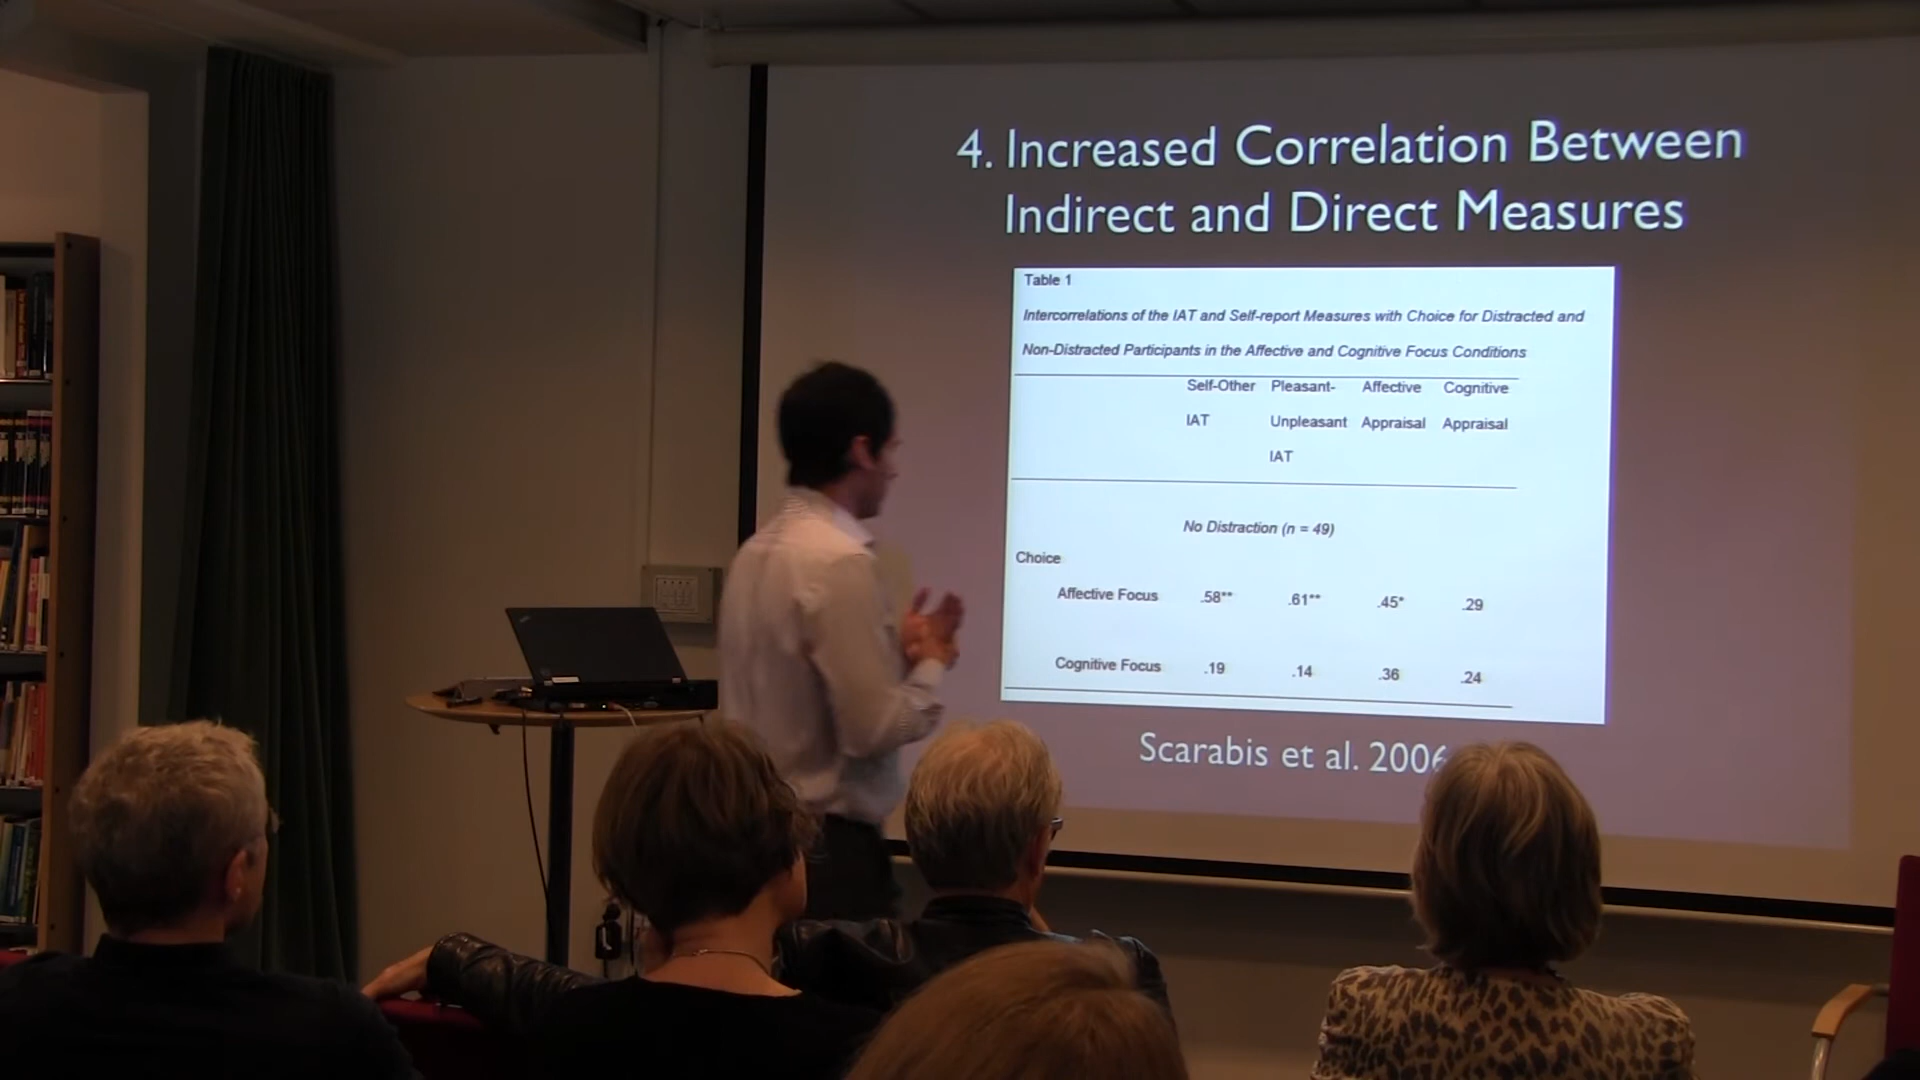 4. Increased Correlation Between
Indirect and Direct Measures
Table 1
Intercorrelations of the IAT and Self-report Measures with Choice for Distracted and
Non-Distracted Participants in the Affective and Cognitive Focus Conditions
Self-Other Pleasant- Affective Cognitive
IAT Unpleasant Appraisal Appraisal
IAT
No Distraction (n = 49)
Choice
Affective Focus .58** .61** .45* .29
Cognitive Focus .19 .14 .36 .24
Scarabis et al. 2006